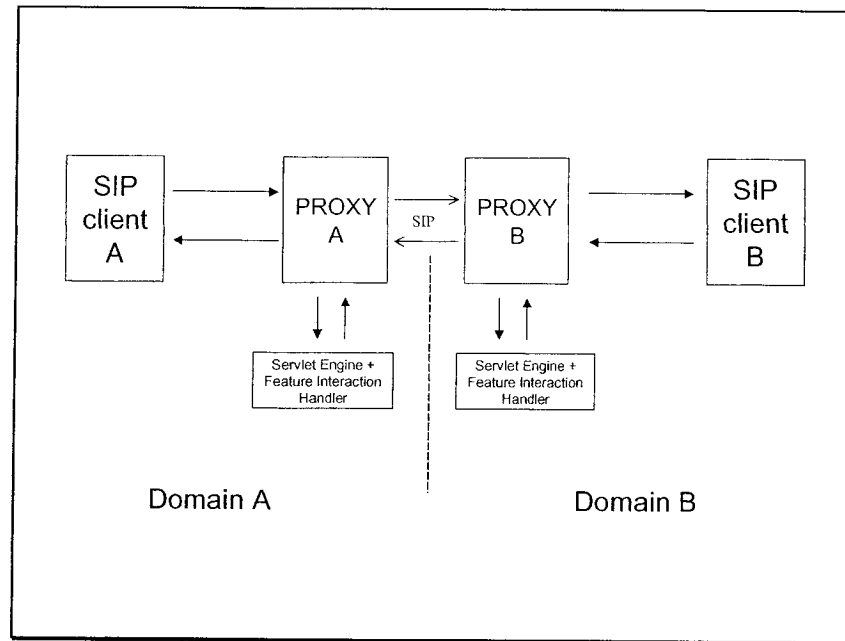 SIP
client
A
PROXY
A
SIP
PROXY
B
SIP
client
B
Servlet Engine +
Feature Interaction
Handler
Servlet Engine +
Feature Interaction
Handler
Domain A
Domain B